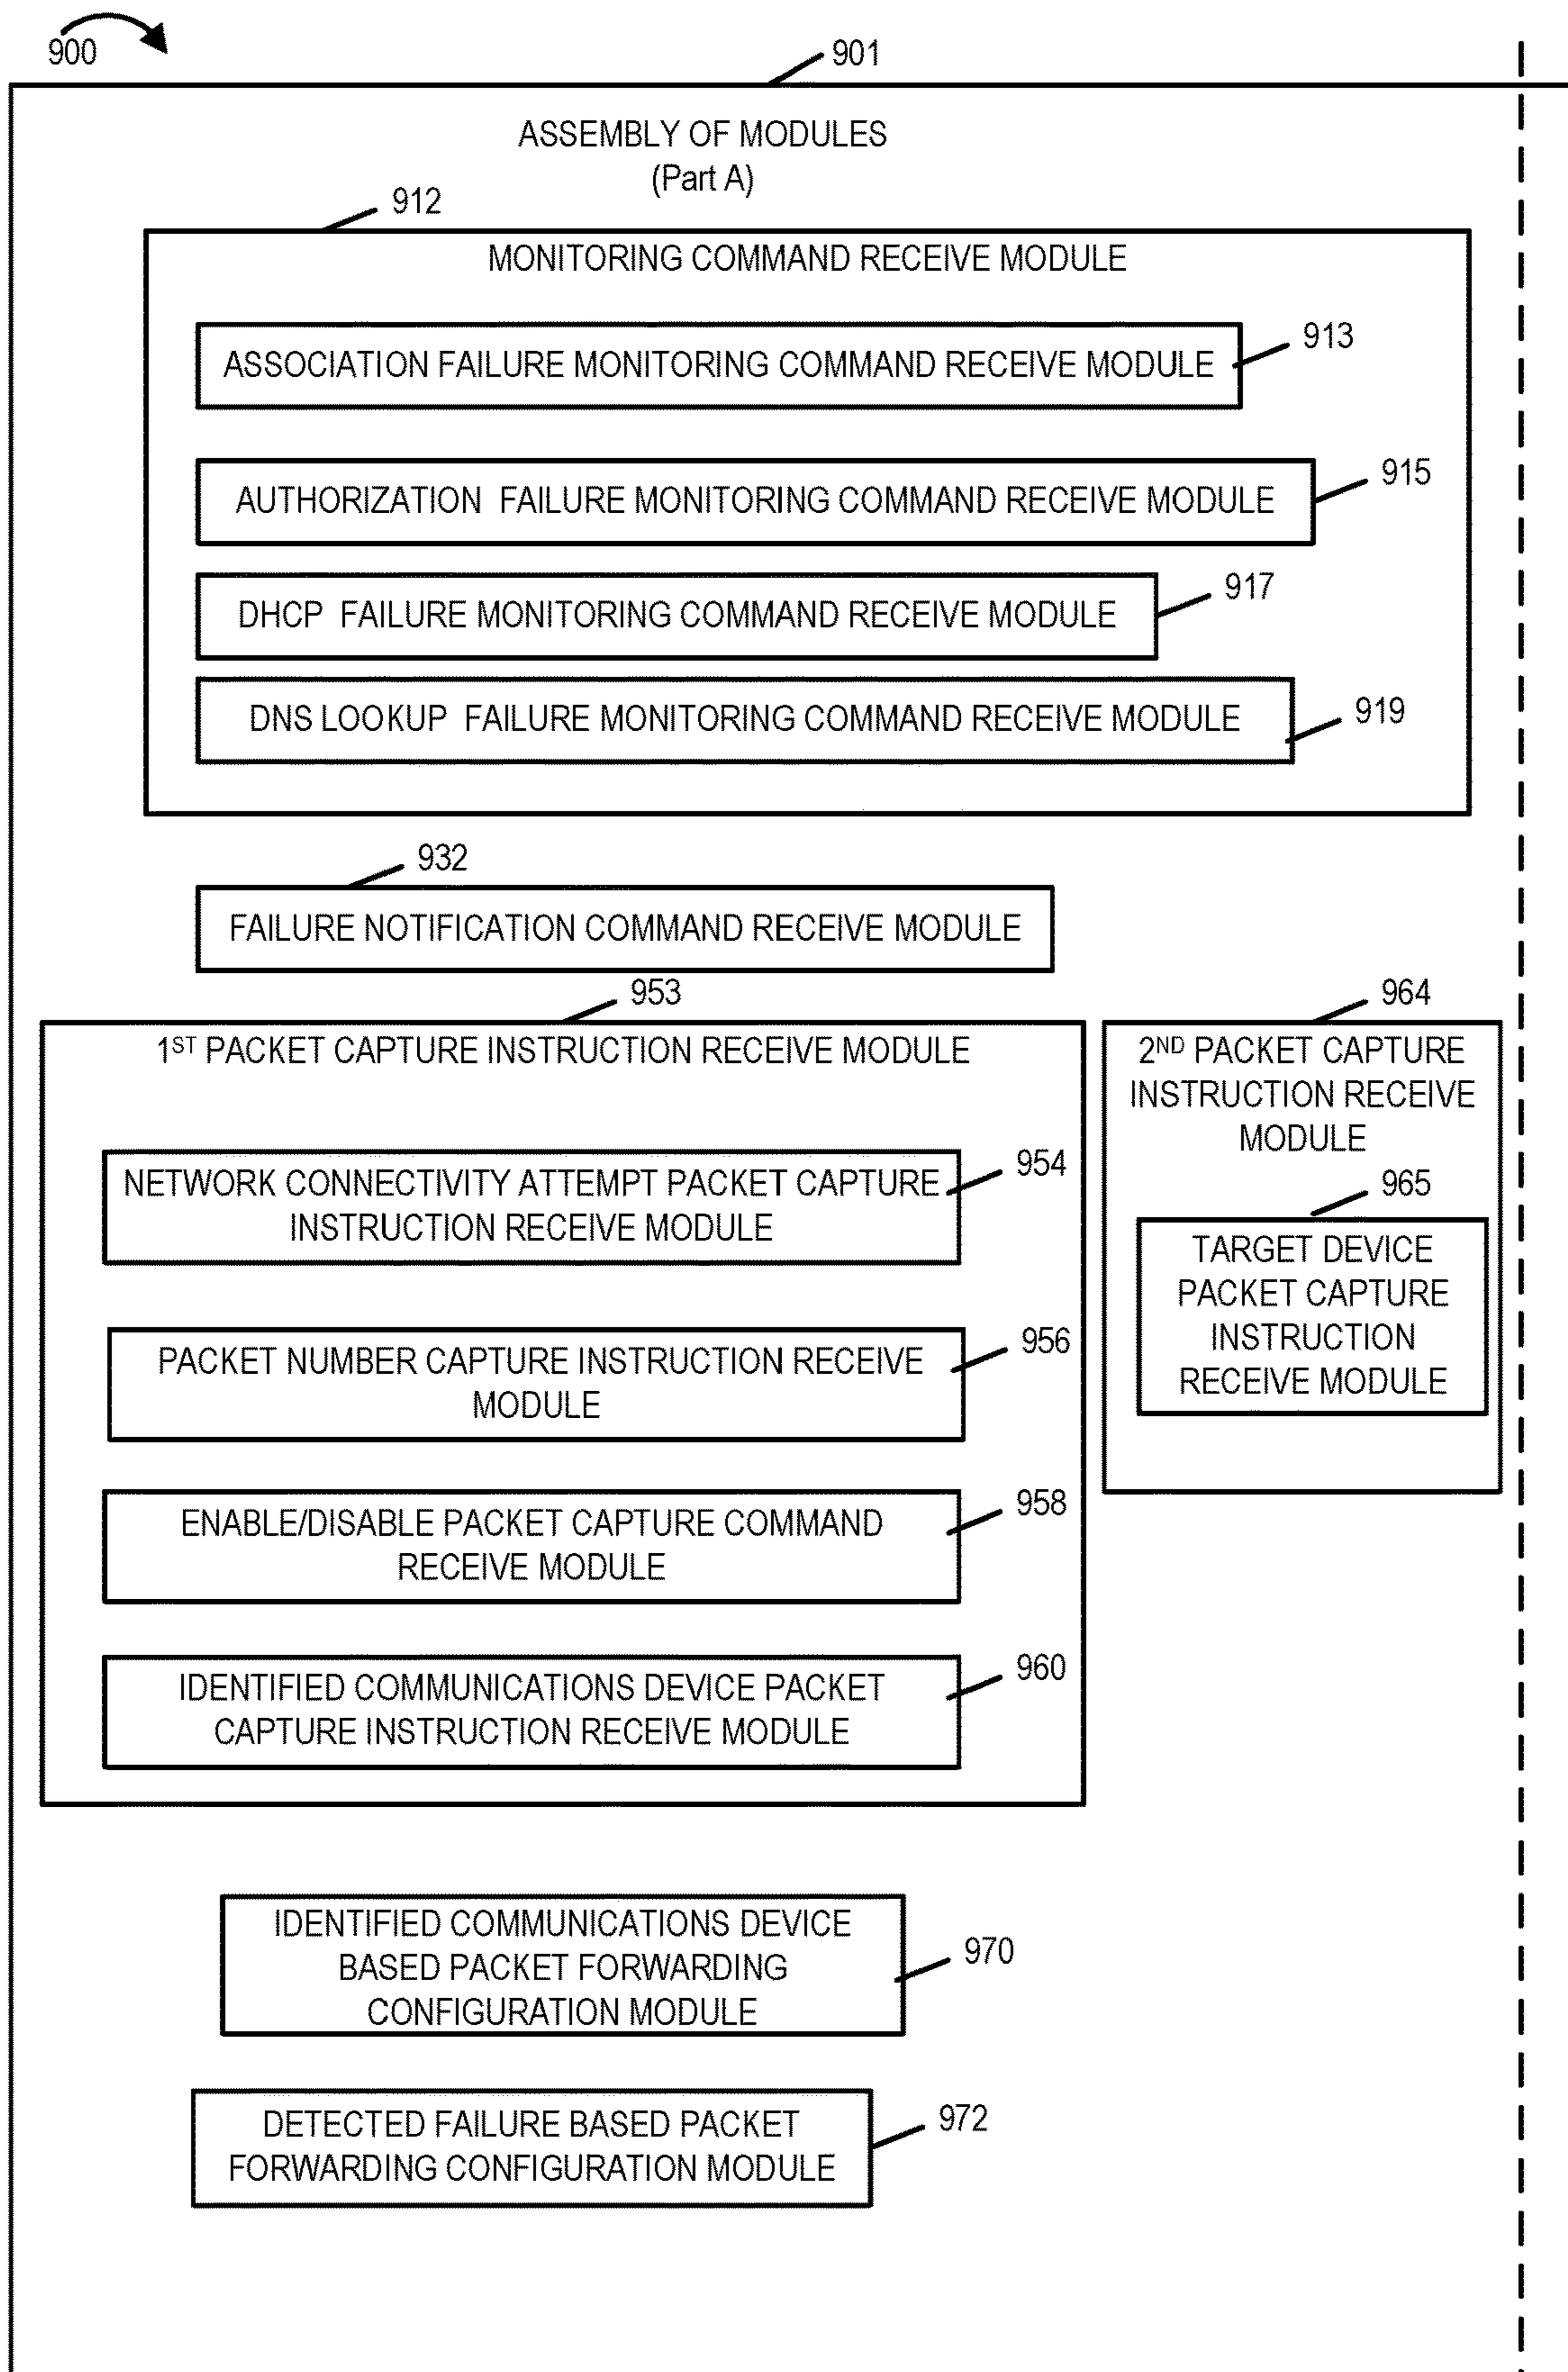 900
901
ASSEMBLY OF MODULES
(Part A)
912
MONITORING COMMAND RECEIVE MODULE
ASSOCIATION FAILURE MONITORING COMMAND RECEIVE MODULE
913
AUTHORIZATION FAILURE MONITORING COMMAND RECEIVE MODULE
915
DHCP FAILURE MONITORING COMMAND RECEIVE MODULE
917
DNS LOOKUP FAILURE MONITORING COMMAND RECEIVE MODULE
919
932
FAILURE NOTIFICATION COMMAND RECEIVE MODULE
953
1ST PACKET CAPTURE INSTRUCTION RECEIVE MODULE
NETWORK CONNECTIVITY ATTEMPT PACKET CAPTURE
INSTRUCTION RECEIVE MODULE
954
PACKET NUMBER CAPTURE INSTRUCTION RECEIVE
MODULE
956
ENABLE/DISABLE PACKET CAPTURE COMMAND
RECEIVE MODULE
958
IDENTIFIED COMMUNICATIONS DEVICE PACKET
CAPTURE INSTRUCTION RECEIVE MODULE
960
964
2ND PACKET CAPTURE
INSTRUCTION RECEIVE
MODULE
965
TARGET DEVICE
PACKET CAPTURE
INSTRUCTION
RECEIVE MODULE
IDENTIFIED COMMUNICATIONS DEVICE
BASED PACKET FORWARDING
CONFIGURATION MODULE
970
DETECTED FAILURE BASED PACKET
FORWARDING CONFIGURATION MODULE
972